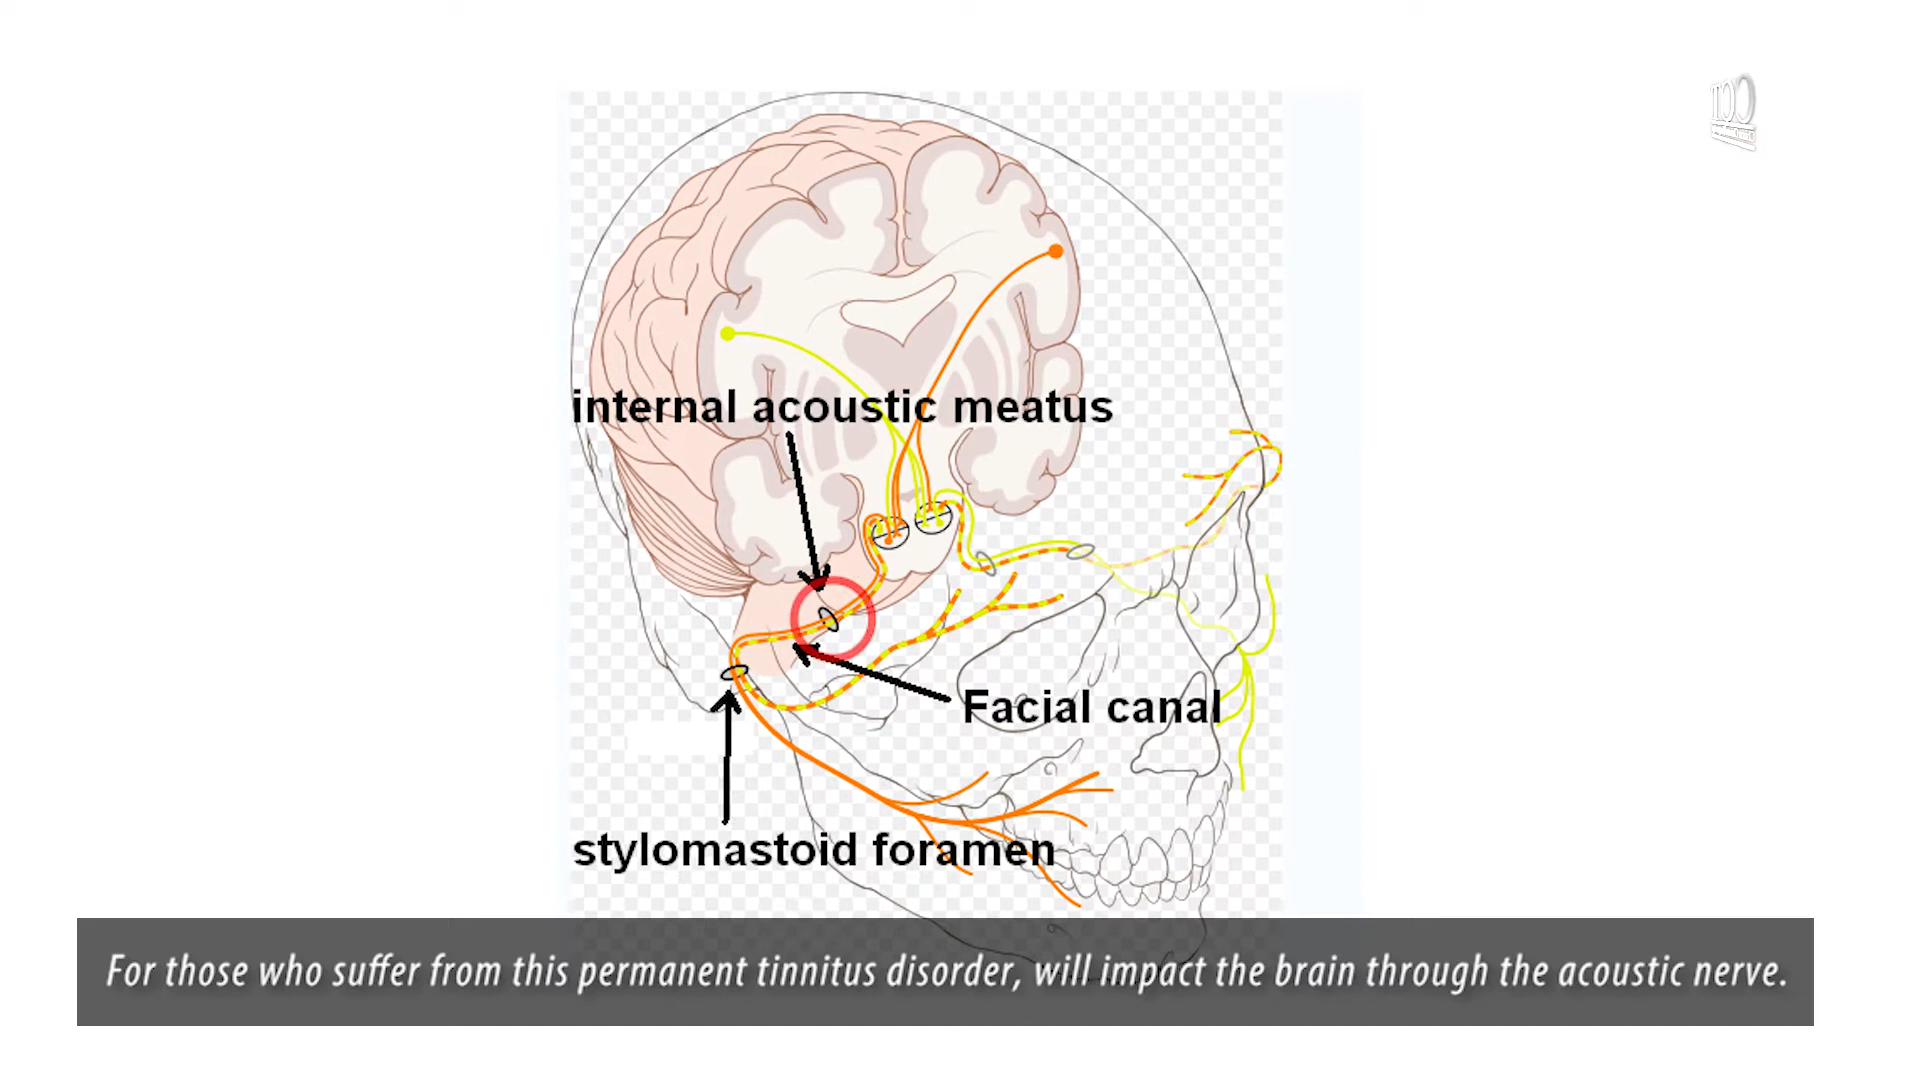 internal acoustic meatus
Facial canal
stylomastoid foramen
For those who suffer from this permanent tinnitus disorder, will impact the brain through the acoustic nerve.